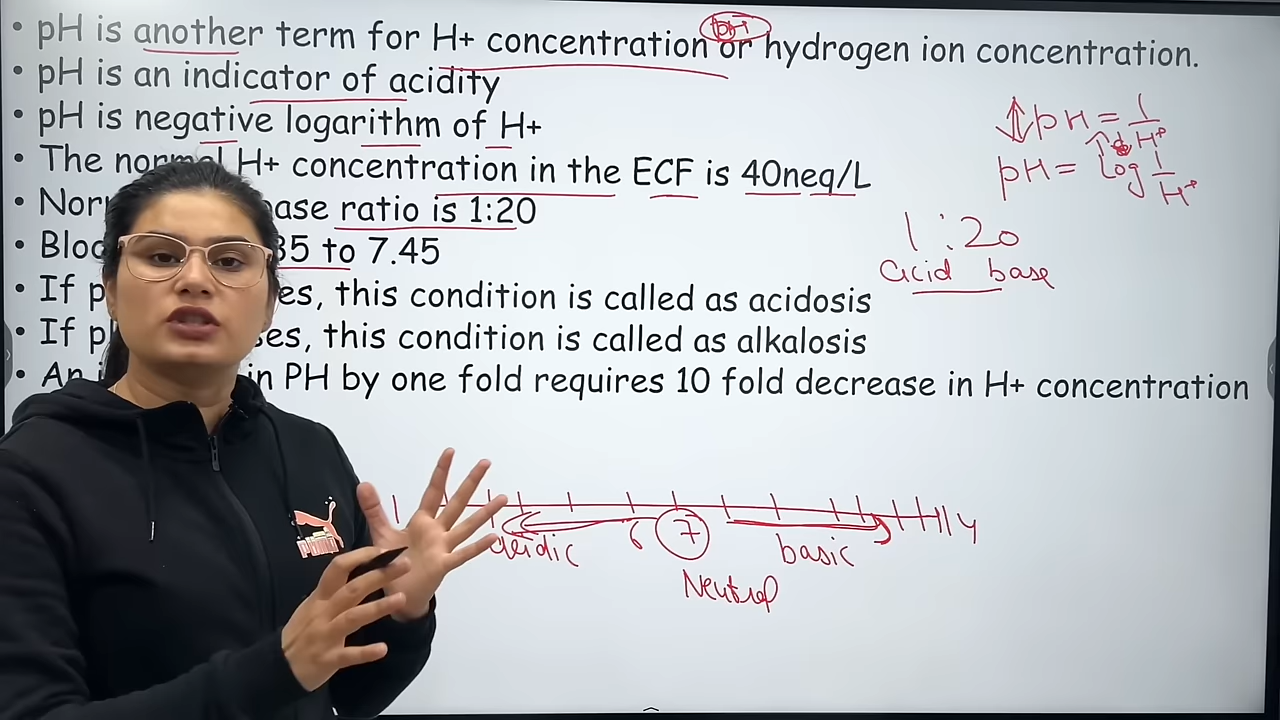 • pH is another term for H+ concentration or hydrogen ion concentration.
pH
• pH is an indicator of acidity
• pH is negative logarithm of H+
• The normal H+ concentration in the ECF is 40neq/L
• ase ratio is 1:20
• 35 to 7.45
• If p es, this condition is called as acidosis
• If p ses, this condition is called as alkalosis
• An in PH by one fold requires 10 fold decrease in H+ concentration
pH = 1/H+
pH = log 1/H+
1:20
acid base
6 7 14
acidic basic
Neutral
PUMA